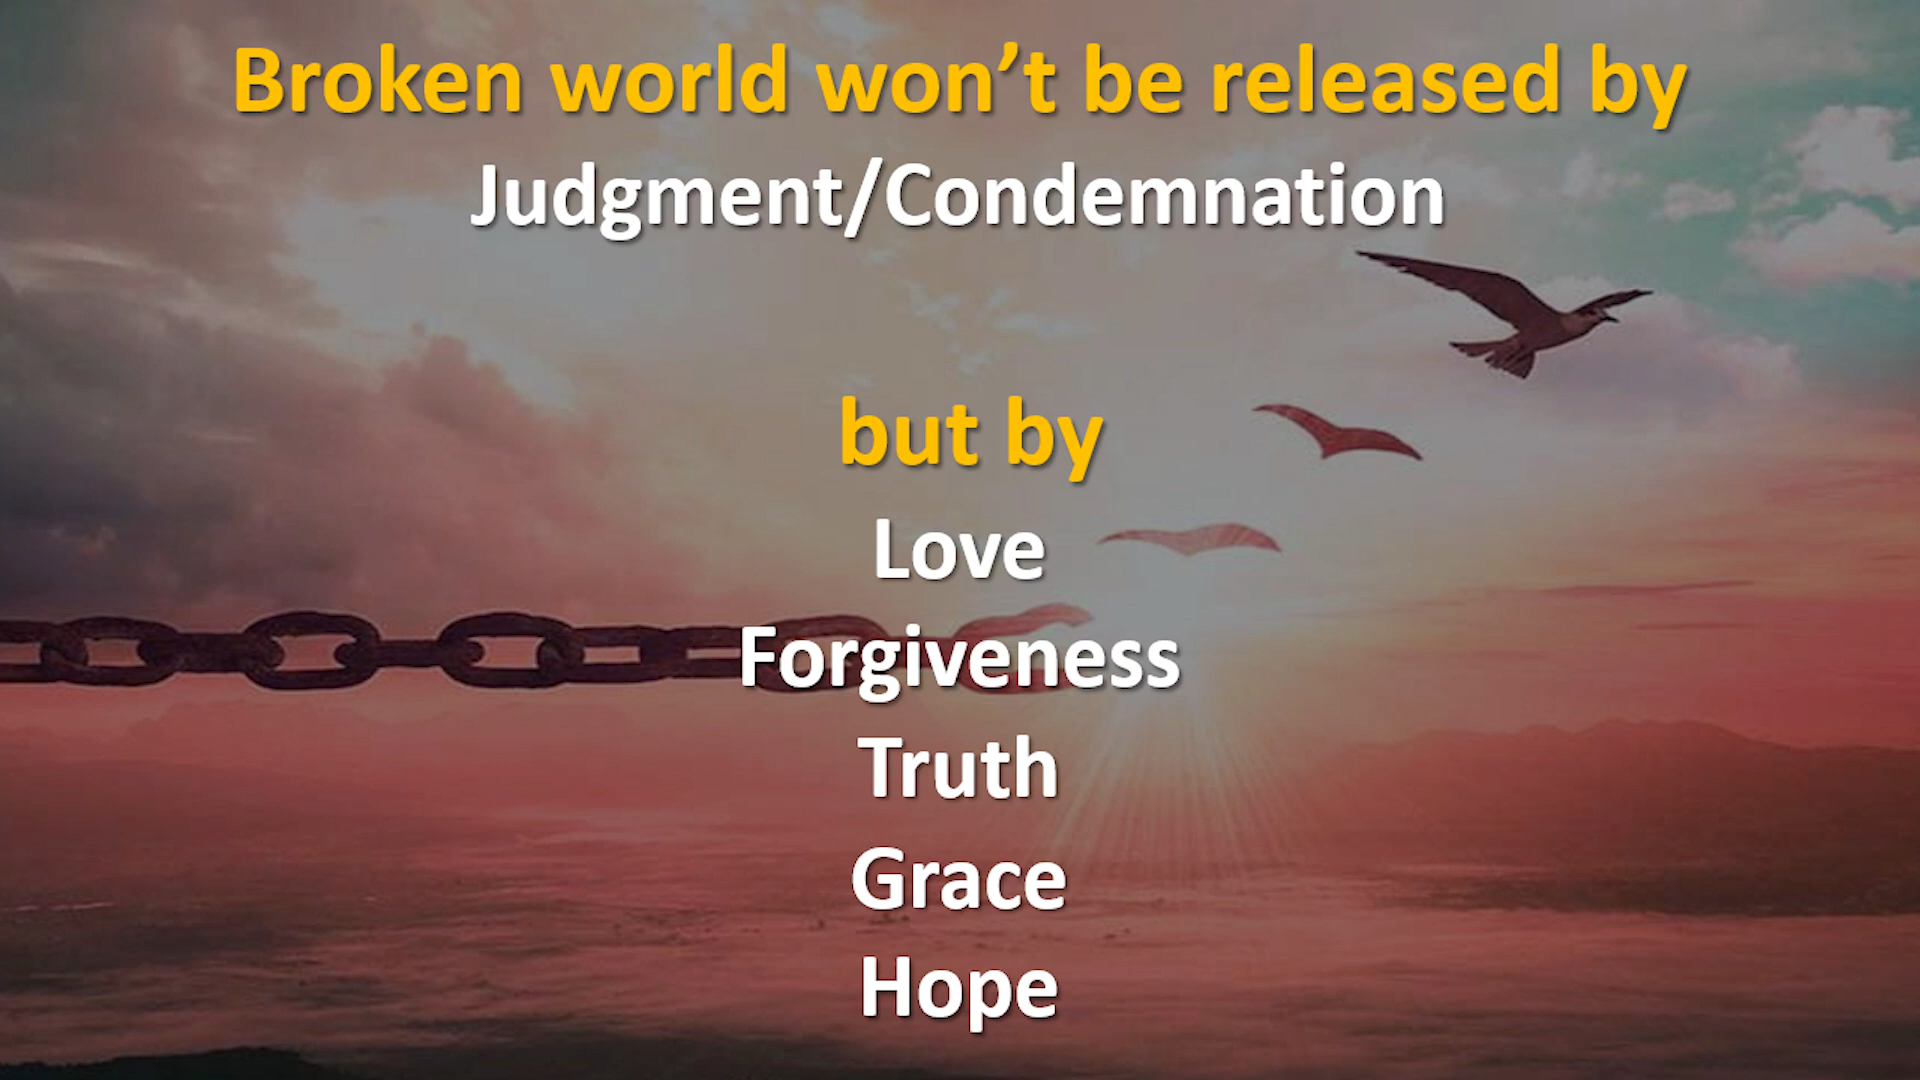 Broken world won’t be released by
Judgment/Condemnation
but by
Love
Forgiveness
Truth
Grace
Hope